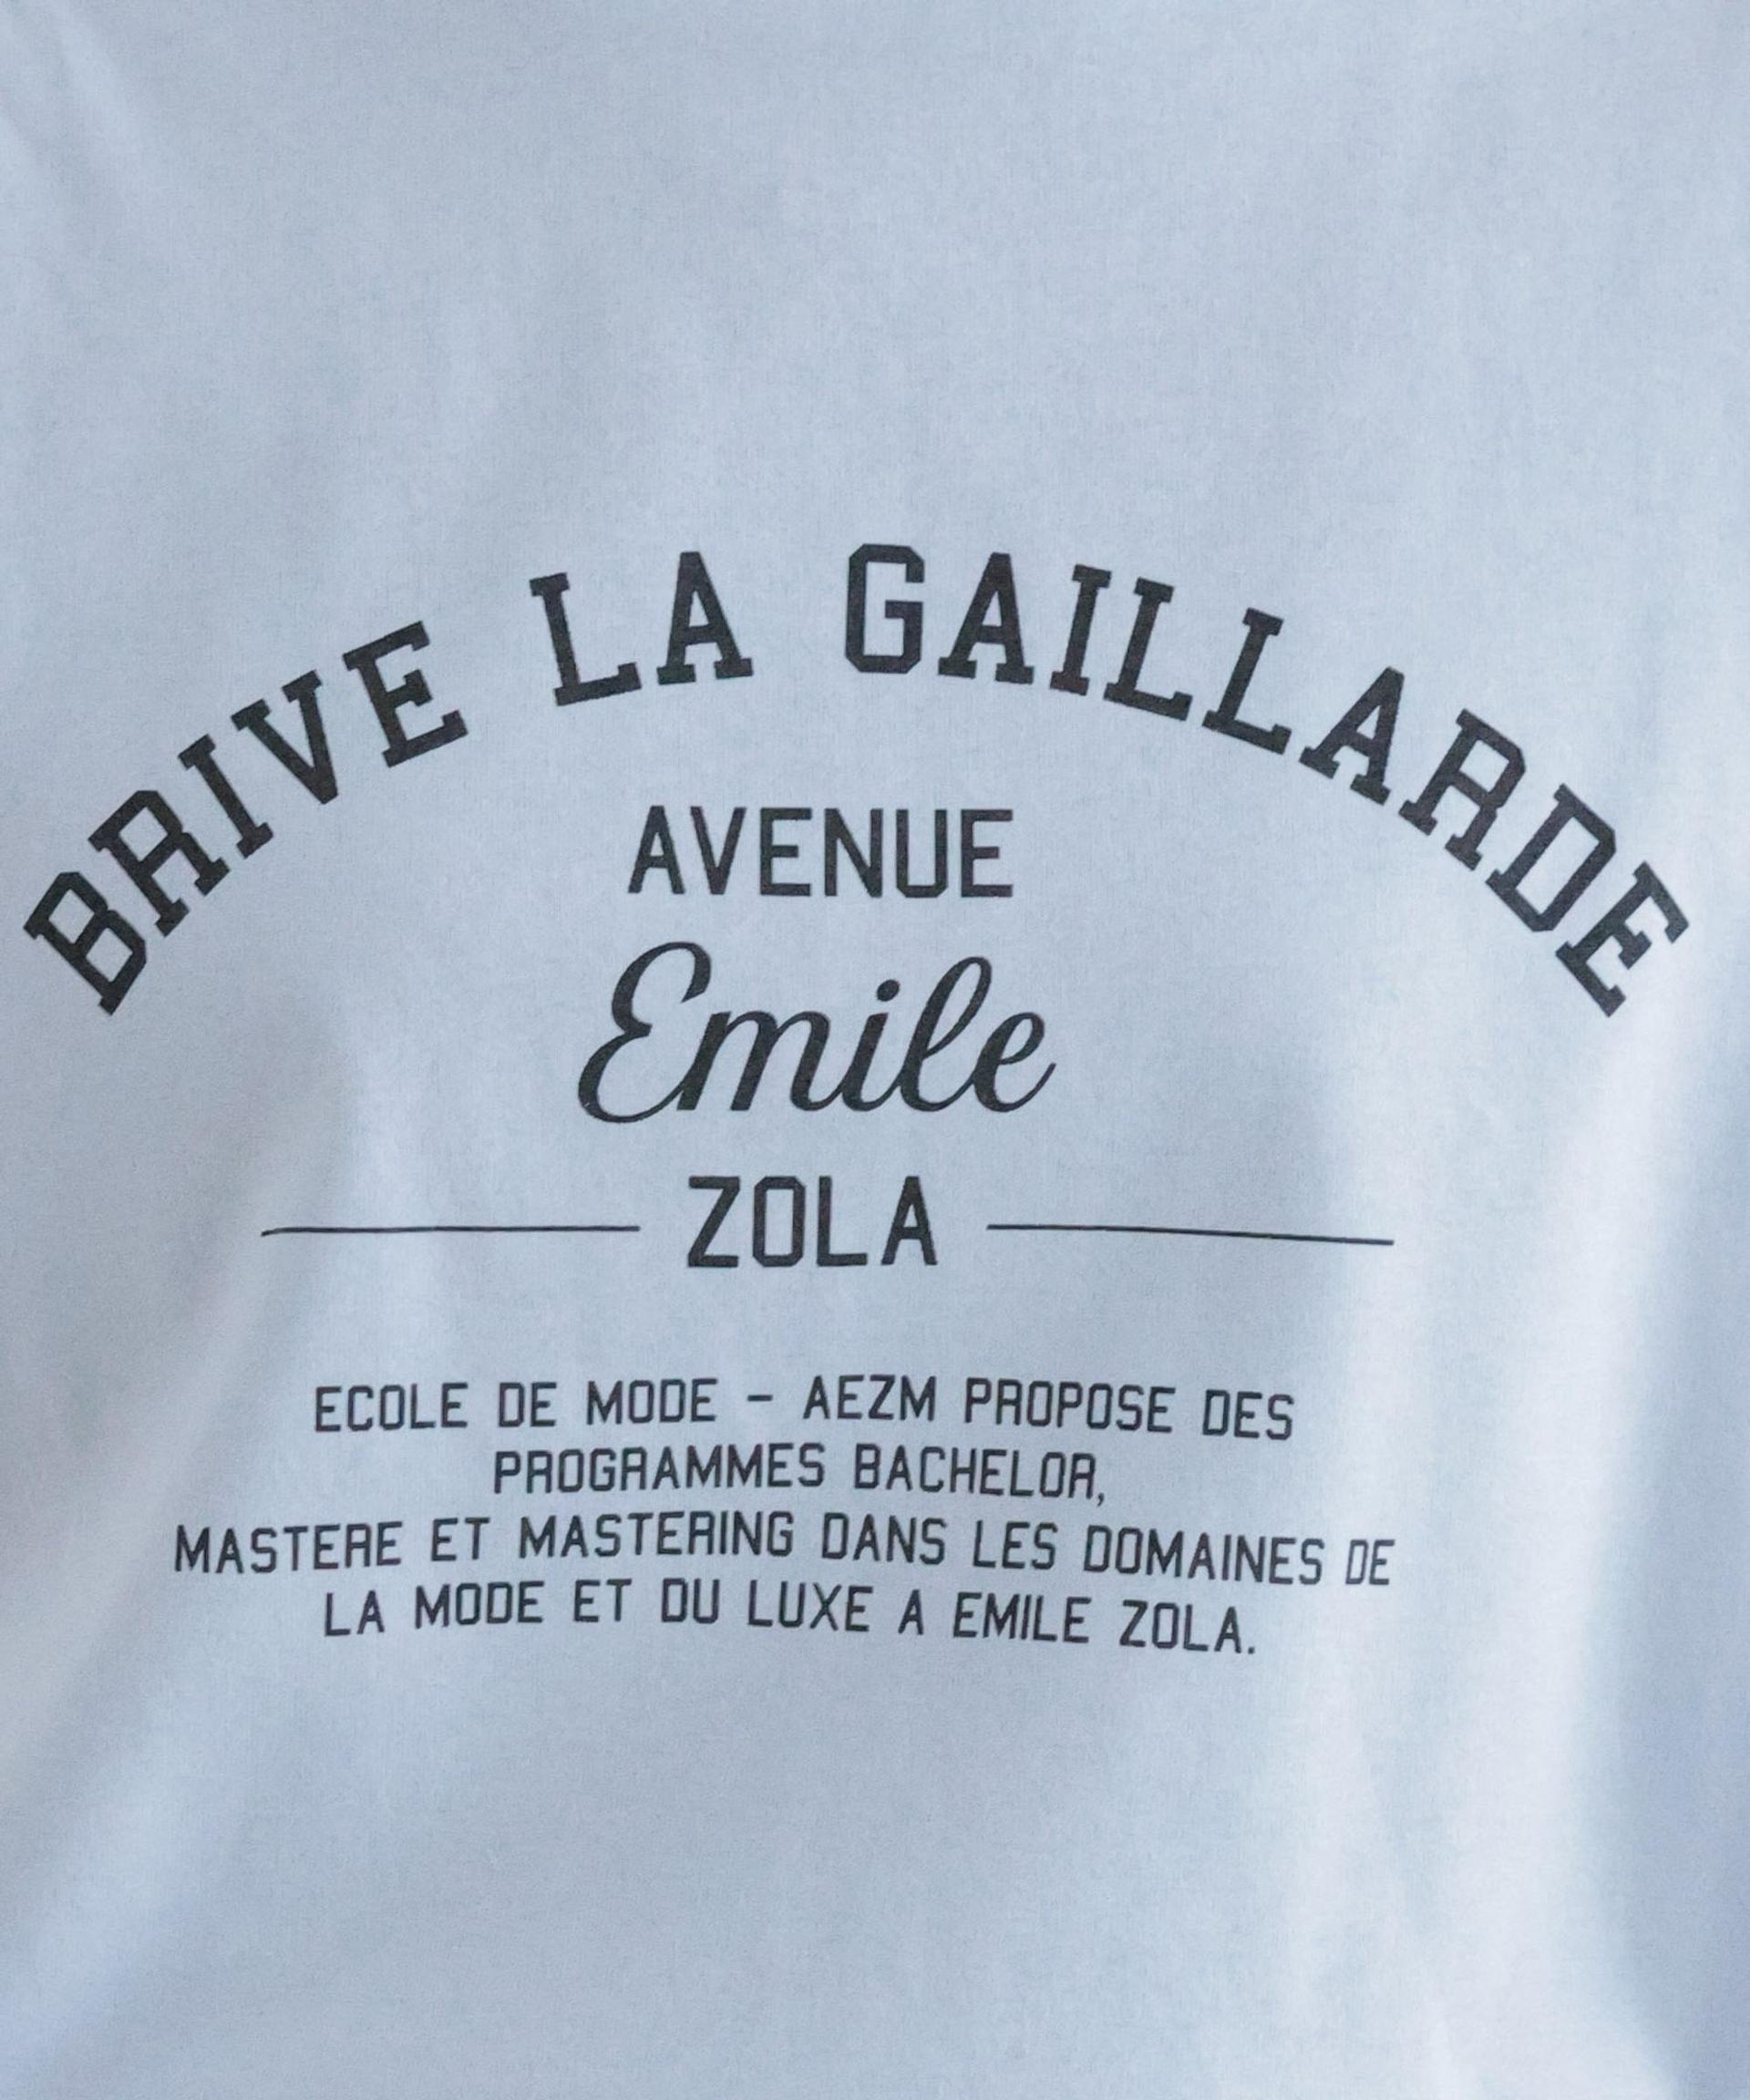 BRIVE LA GAILLARDE
AVENUE
Emile
ZOLA
ECOLE DE MODE - AEZM PROPOSE DES
PROGRAMMES BACHELOR,
MASTERE ET MASTERING DANS LES DOMAINES DE
LA MODE ET DU LUXE A EMILE ZOLA.